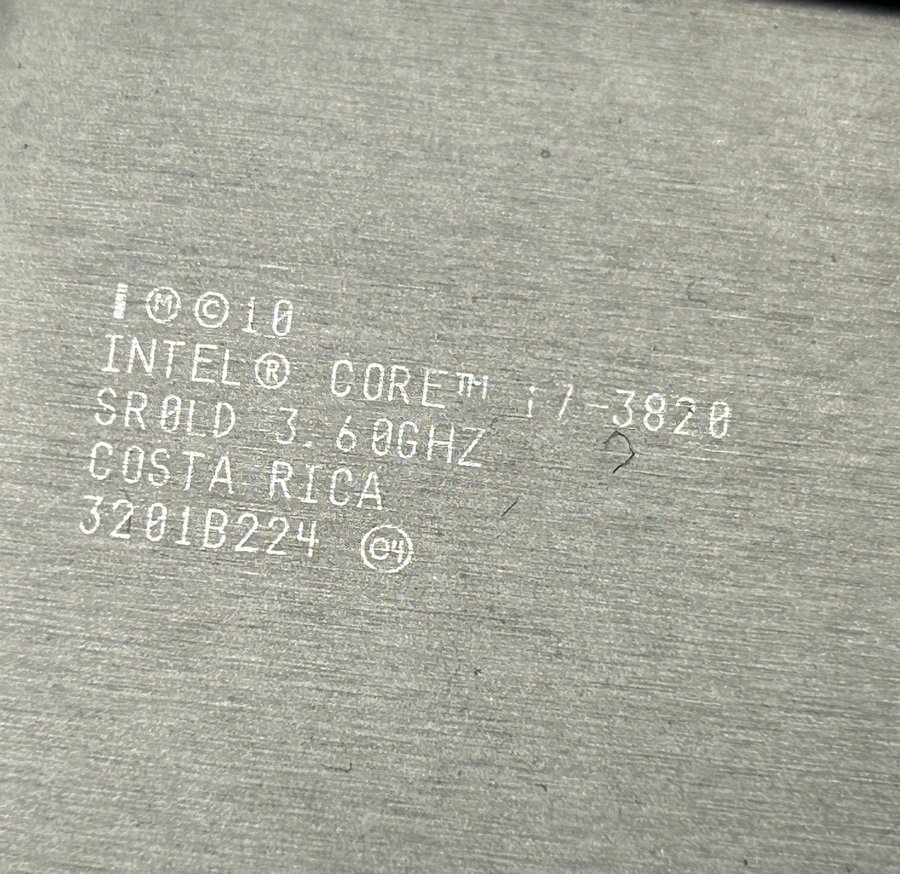 I Ⓜ © 10
INTEL® CORE™ i7-3820
SR0LD 3.60GHZ
COSTA RICA
3201B224 ⓔ4